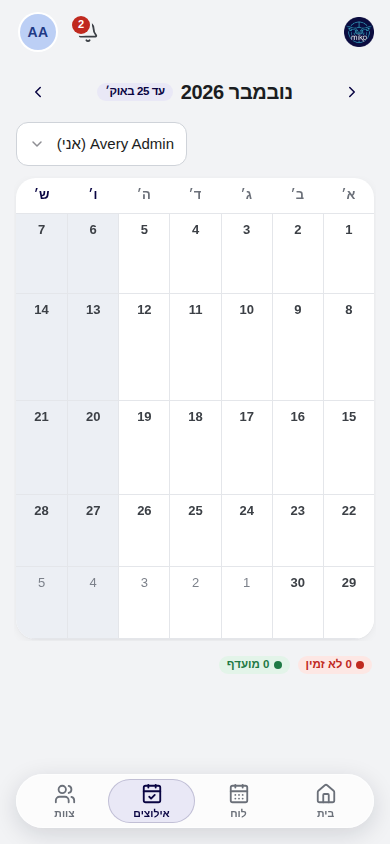 AA
2
miкp
נובמבר 2026 עד 25 באוק׳
Avery Admin (אני)
א׳ ב׳ ג׳ ד׳ ה׳ ו׳ ש׳
1 2 3 4 5 6 7
8 9 10 11 12 13 14
15 16 17 18 19 20 21
22 23 24 25 26 27 28
29 30 1 2 3 4 5
0 לא זמין 0 מועדף
בית לוח אילוצים צוות